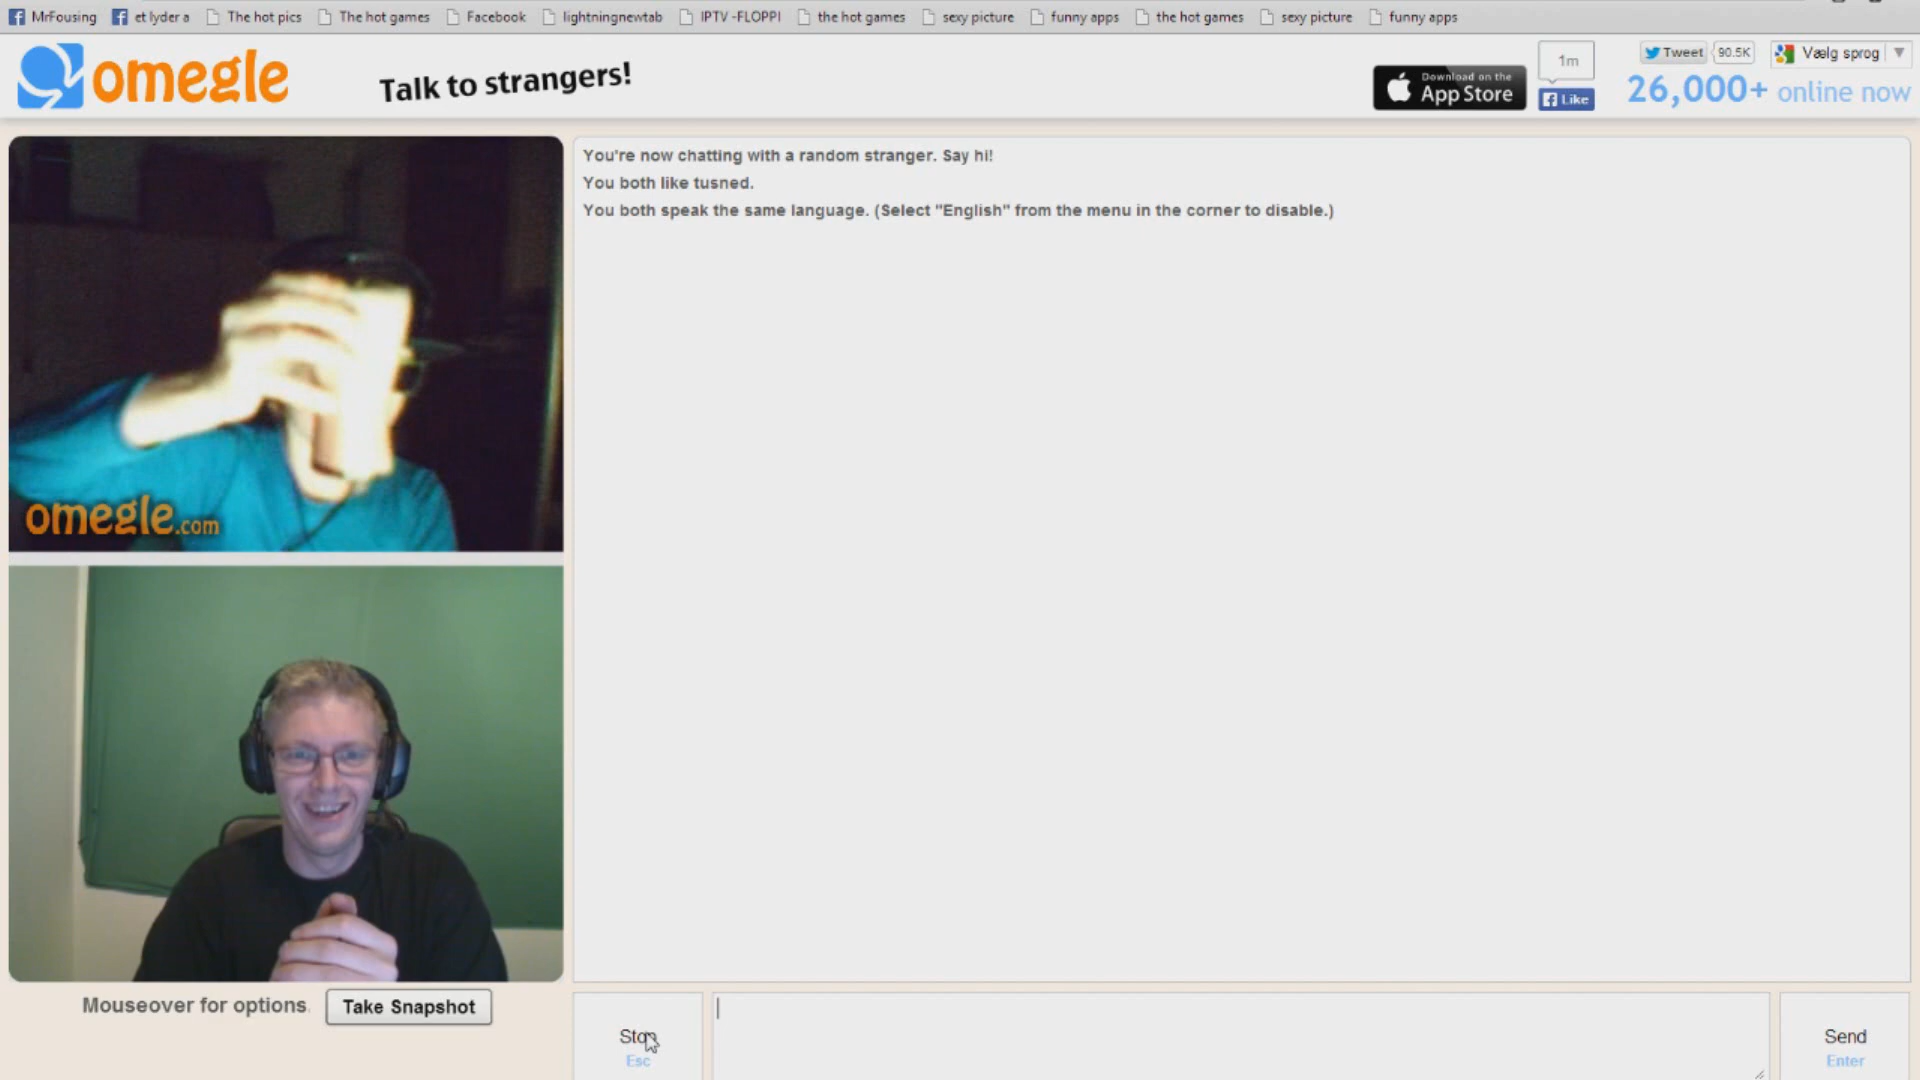 MrFousing et lyder a The hot pics The hot games Facebook lightningnewtab IPTV -FLOPPI the hot games sexy picture funny apps the hot games sexy picture funny apps
omegle Talk to strangers!
Download on the
App Store
1m
Like
Tweet 90.5K Vælg sprog
26,000+ online now
You're now chatting with a random stranger. Say hi!
You both like tusned.
You both speak the same language. (Select "English" from the menu in the corner to disable.)
omegle.com
Mouseover for options. Take Snapshot
Stop
Esc
Send
Enter